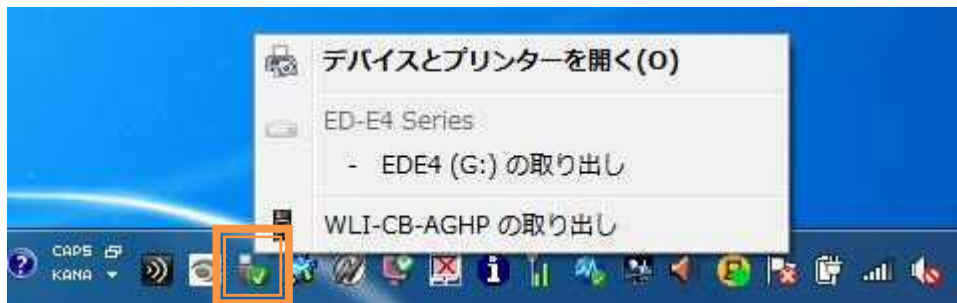 デバイスとプリンターを開く(O)
ED-E4 Series
- EDE4 (G:) の取り出し
WLI-CB-AGHP の取り出し
CAPS
KANA